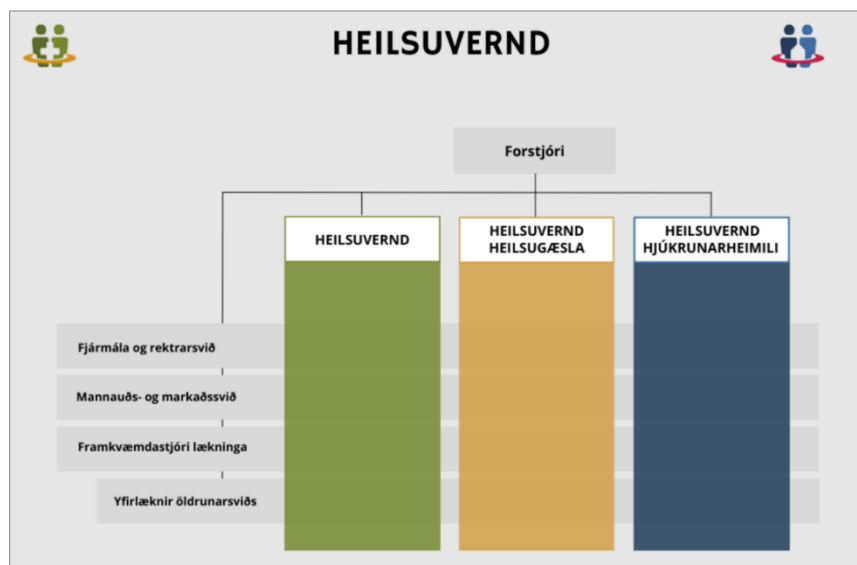 HEILSUVERND
Forstjóri
HEILSUVERND
HEILSUVERND
HEILSUGÆSLA
HEILSUVERND
HJÚKRUNARHEIMILI
Fjármála og rektrarsvið
Mannauðs- og markaðssvið
Framkvæmdastjóri lækninga
Yfirlæknir öldrunarsviðs